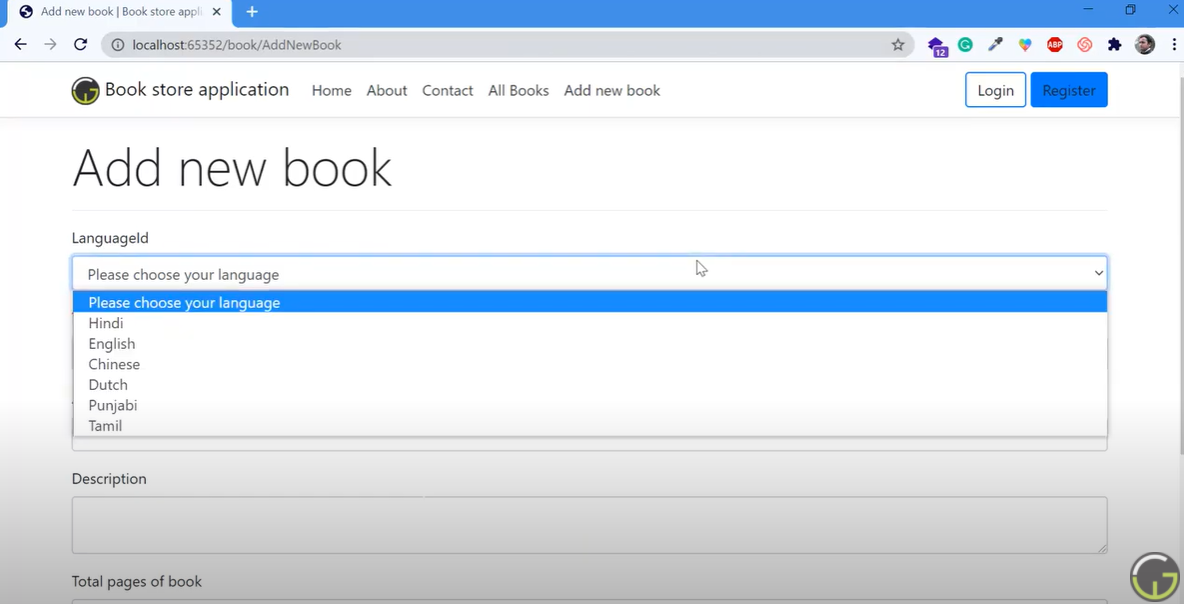 Add new book | Book store appli
localhost:65352/book/AddNewBook
12
ABP
Book store application Home About Contact All Books Add new book Login Register
Add new book
LanguageId
Please choose your language
Please choose your language
Hindi
English
Chinese
Dutch
Punjabi
Tamil
Description
Total pages of book